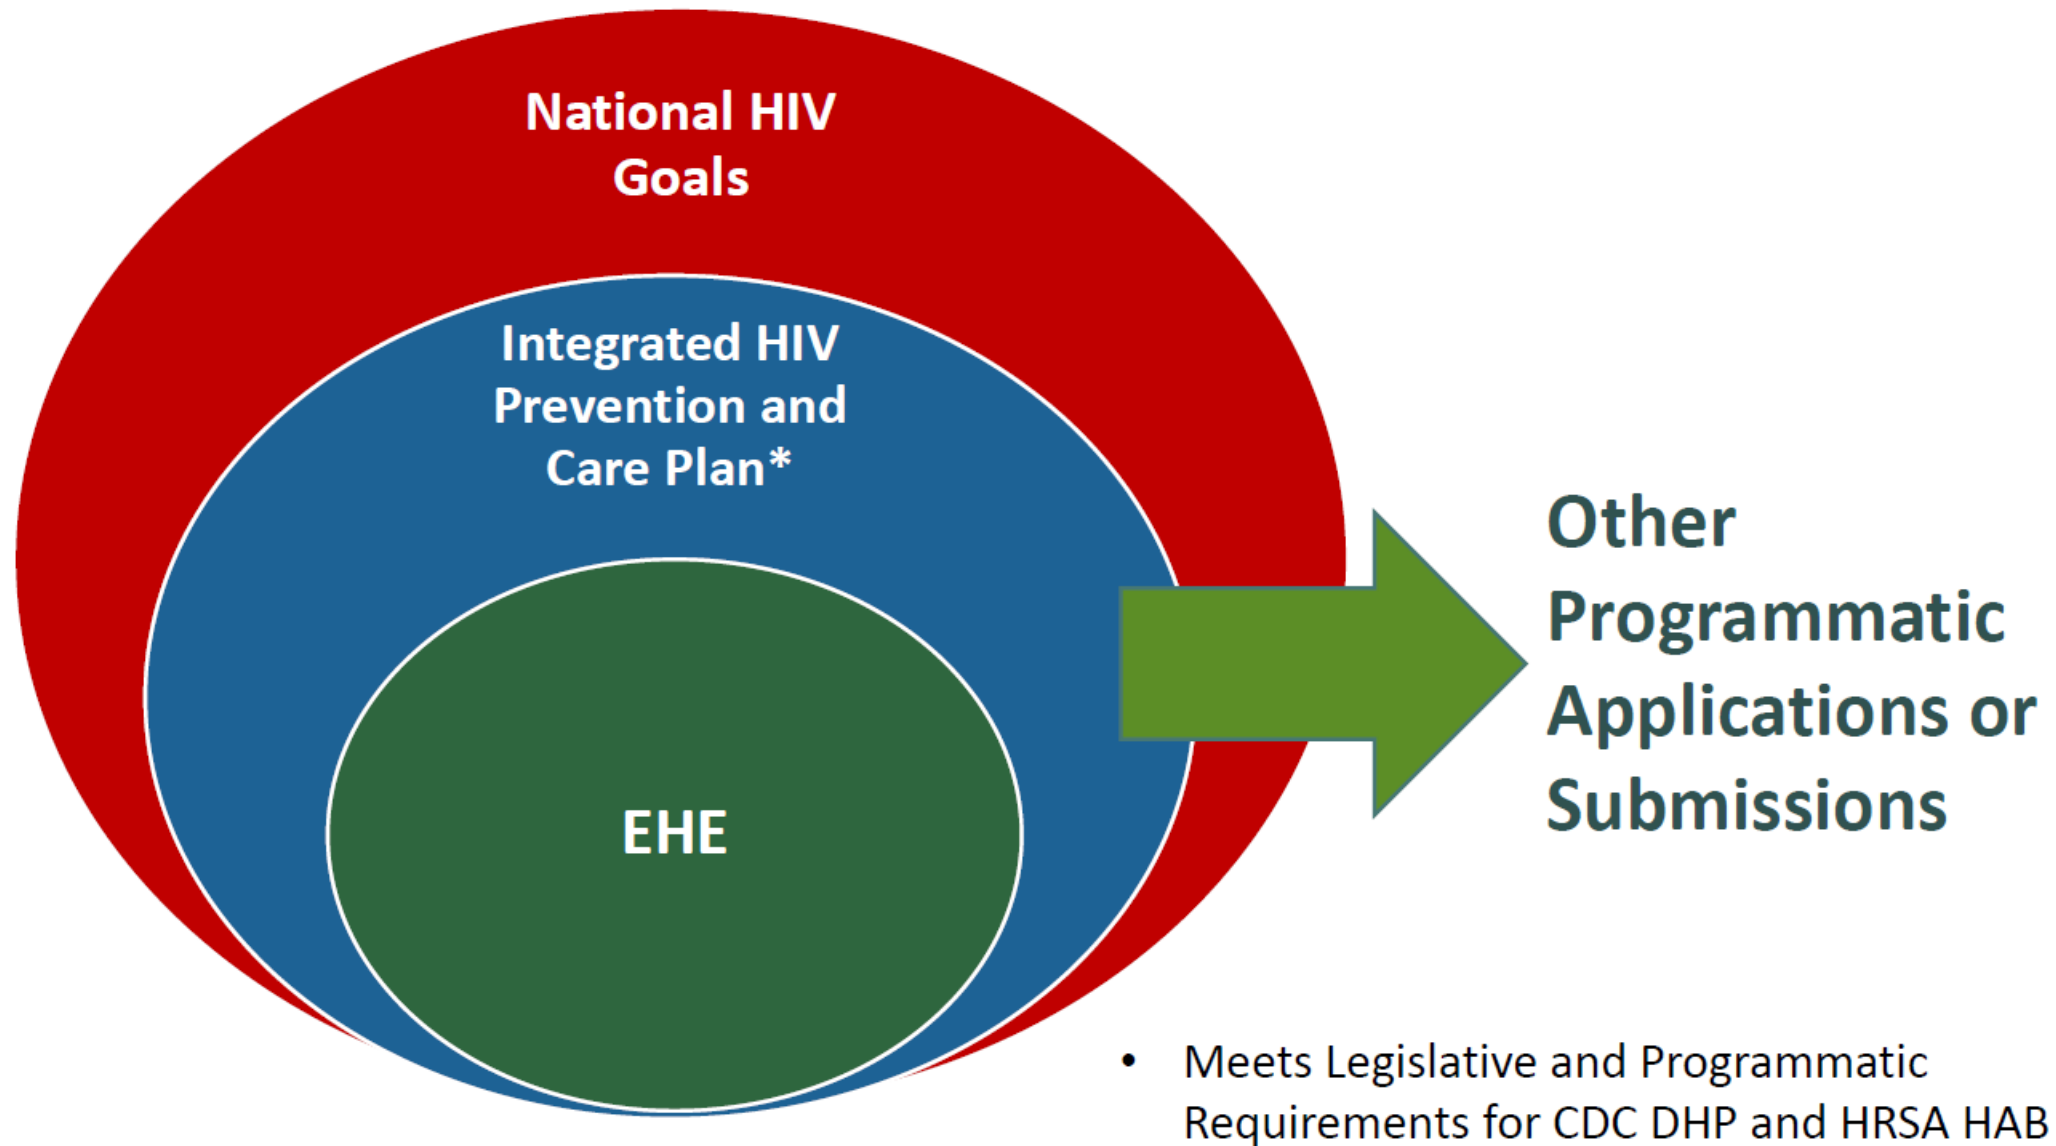 National HIV
Goals
Integrated HIV
Prevention and
Care Plan*
EHE
Other
Programmatic
Applications or
Submissions
• Meets Legislative and Programmatic
Requirements for CDC DHP and HRSA HAB